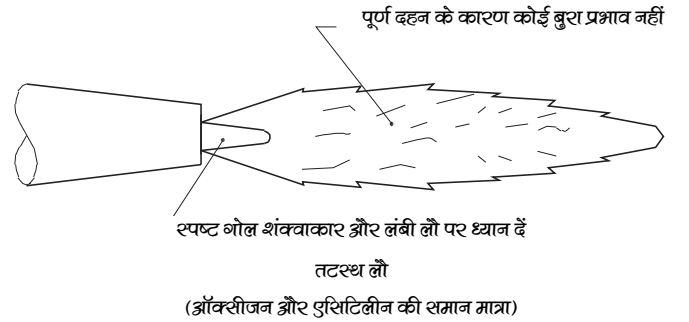 पूर्ण दहन के कारण कोई बुरा प्रभाव नहीं
स्पष्ट गोल शंक्वाकार और लंबी लौ पर ध्यान दें
तटस्थ लौ
(ऑक्सीजन और एसिटिलीन की समान मात्रा)